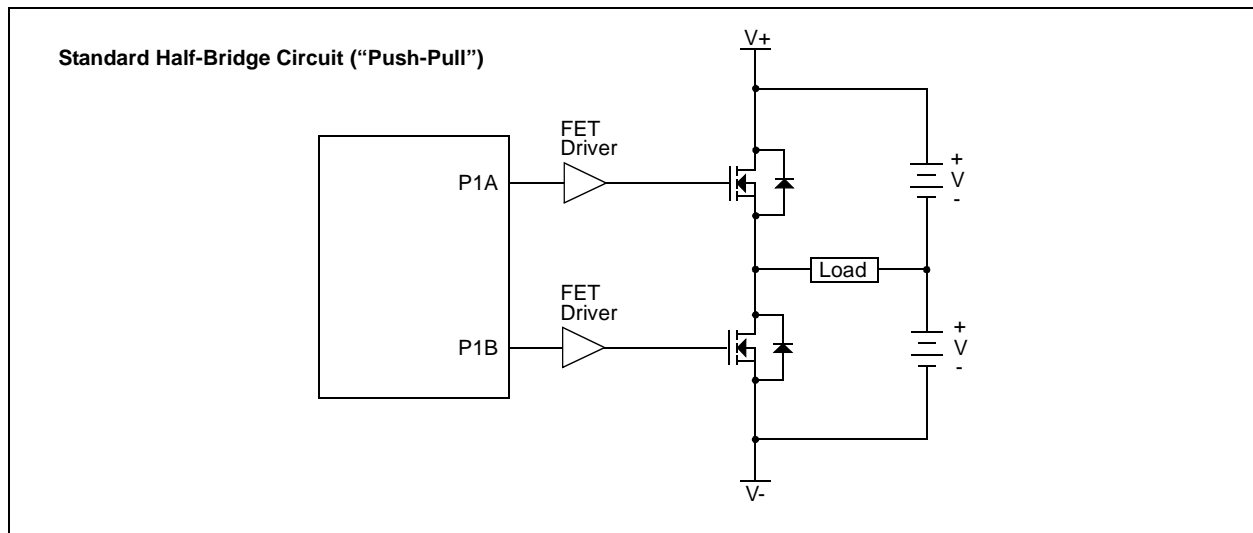 Standard Half-Bridge Circuit (“Push-Pull”)
V+
FET
Driver
P1A
+
V
-
Load
FET
Driver
P1B
+
V
-
V-